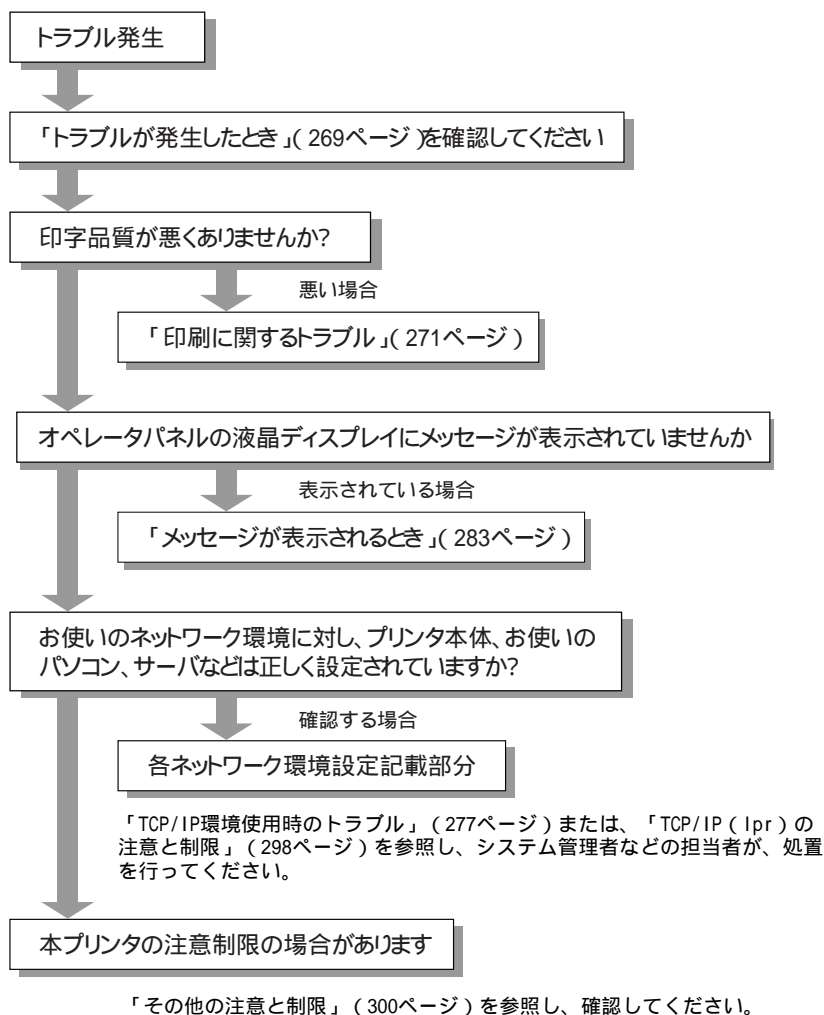 トラブル発生
「トラブルが発生したとき」(269ページ)を確認してください
印字品質が悪くありませんか?
悪い場合
「印刷に関するトラブル」(271ページ)
オペレータパネルの液晶ディスプレイにメッセージが表示されていませんか
表示されている場合
「メッセージが表示されるとき」(283ページ)
お使いのネットワーク環境に対し、プリンタ本体、お使いの
パソコン、サーバなどは正しく設定されていますか?
確認する場合
各ネットワーク環境設定記載部分
「TCP/IP環境使用時のトラブル」(277ページ)または、「TCP/IP(lpr)の
注意と制限」(298ページ)を参照し、システム管理者などの担当者が、処置
を行ってください。
本プリンタの注意制限の場合があります
「その他の注意と制限」(300ページ)を参照し、確認してください。